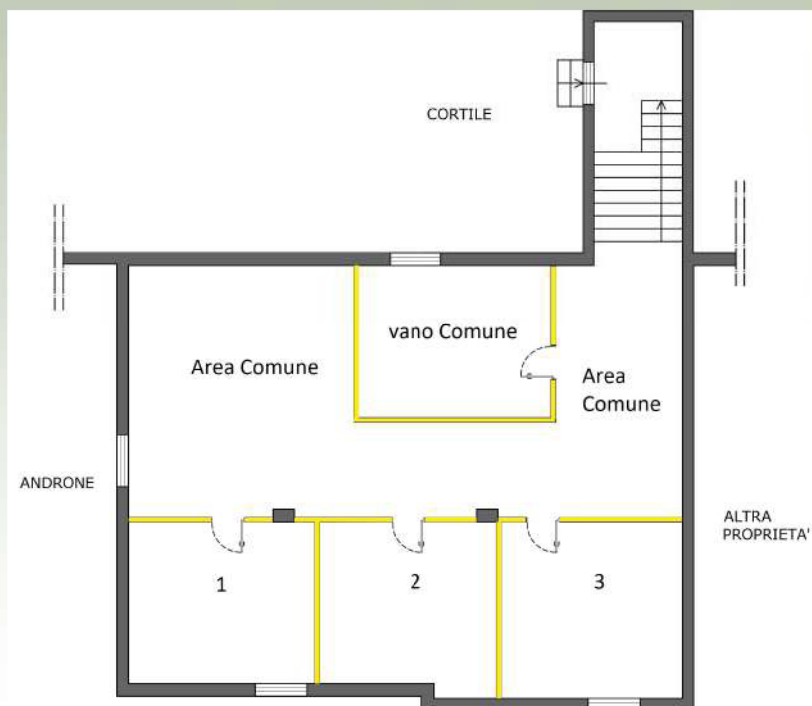 CORTILE
vano Comune
Area Comune
Area
Comune
ANDRONE
ALTRA
PROPRIETA'
1
2
3